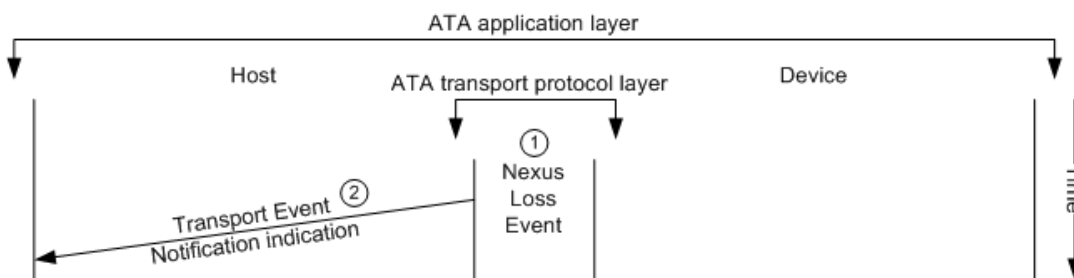 ATA application layer
Host
Device
ATA transport protocol layer
1
Nexus
Loss
Event
Transport Event 2
Notification indication